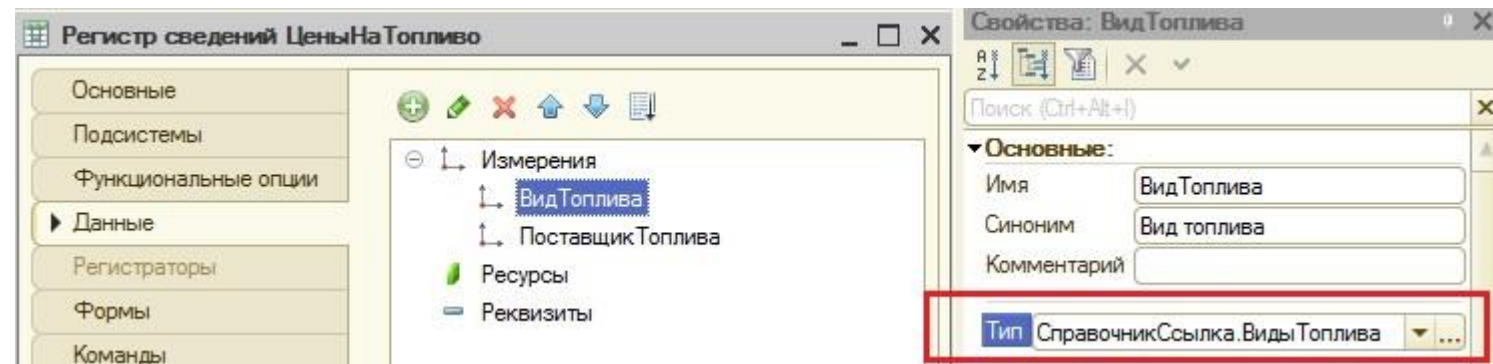 Регистр сведений ЦеныНаТопливо
Основные
Подсистемы
Функциональные опции
Данные
Регистраторы
Формы
Команды
Измерения
ВидТоплива
ПоставщикТоплива
Ресурсы
Реквизиты
Свойства: ВидТоплива
Поиск (Ctrl+Alt+I)
Основные:
Имя ВидТоплива
Синоним Вид топлива
Комментарий
Тип СправочникСсылка.ВидыТоплива ...